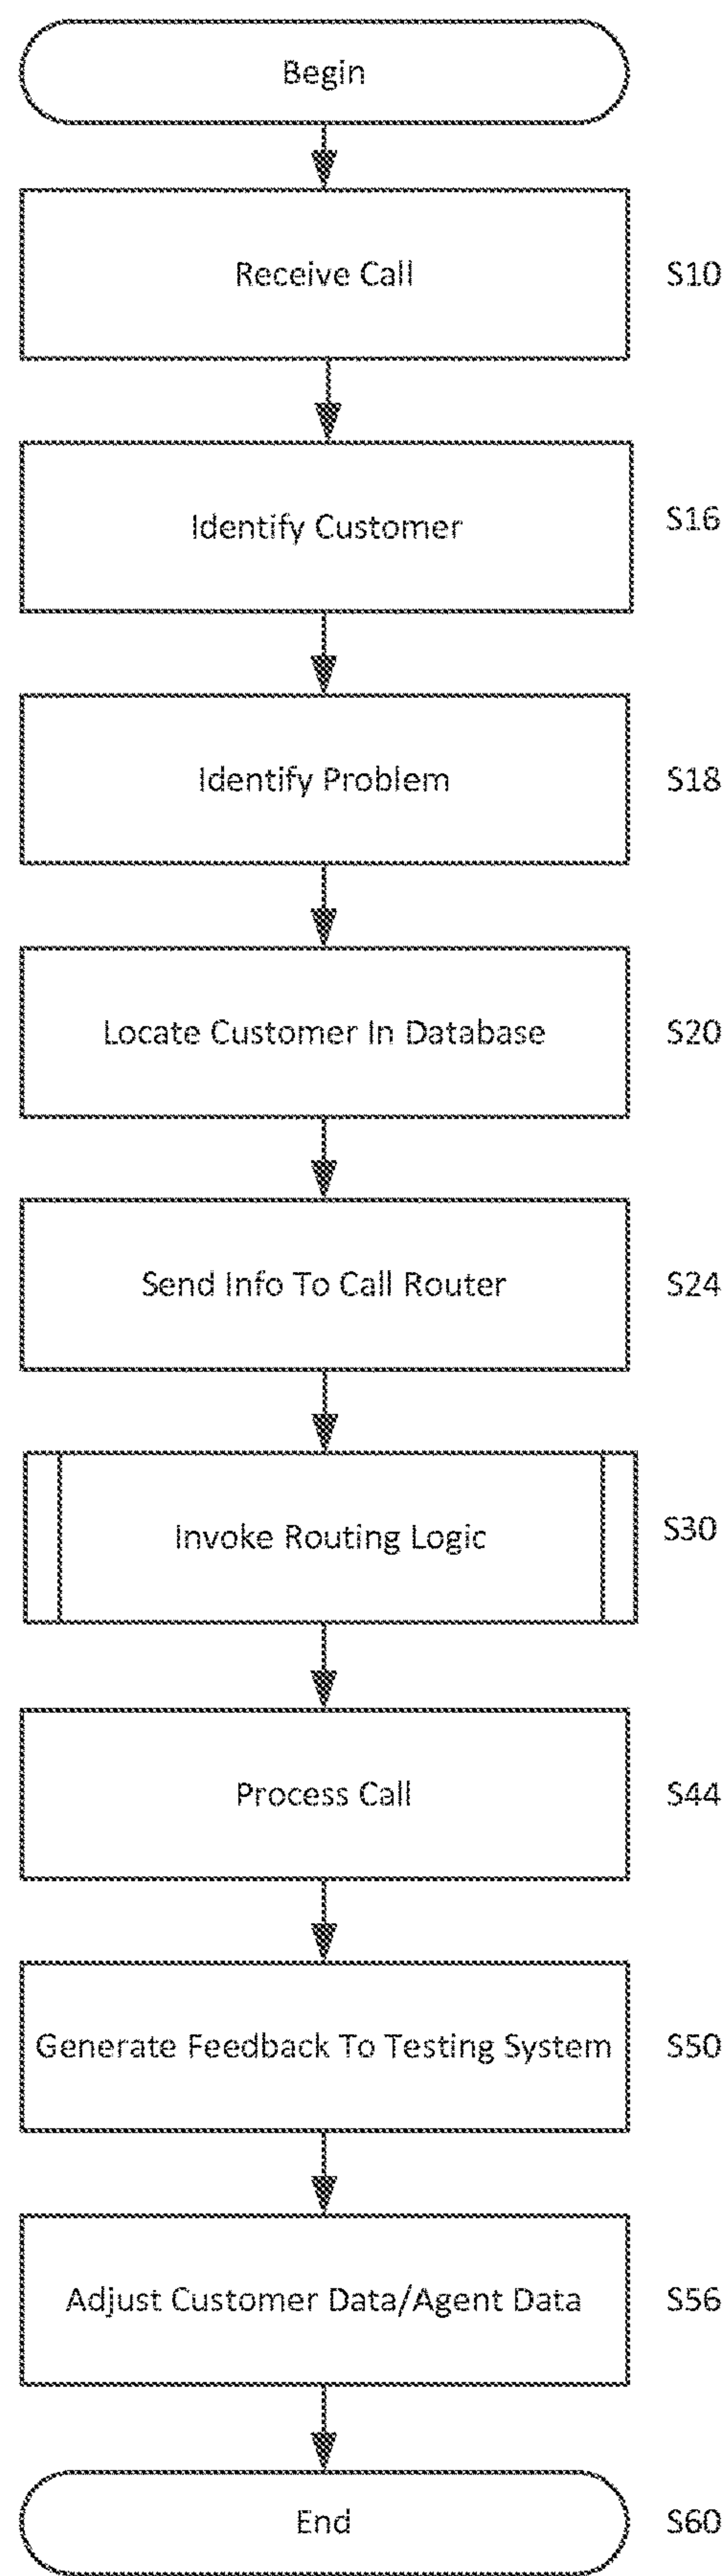 Begin
Receive Call S10
Identify Customer S16
Identify Problem S18
Locate Customer In Database S20
Send Info To Call Router S24
Invoke Routing Logic S30
Process Call S44
Generate Feedback To Testing System S50
Adjust Customer Data/Agent Data S56
End S60